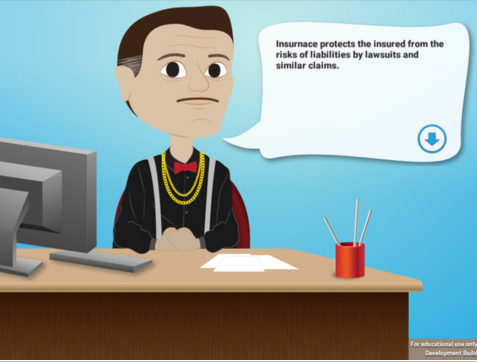 Insurnace protects the insured from the
risks of liabilities by lawsuits and
similar claims.
For educational use only
Development Build